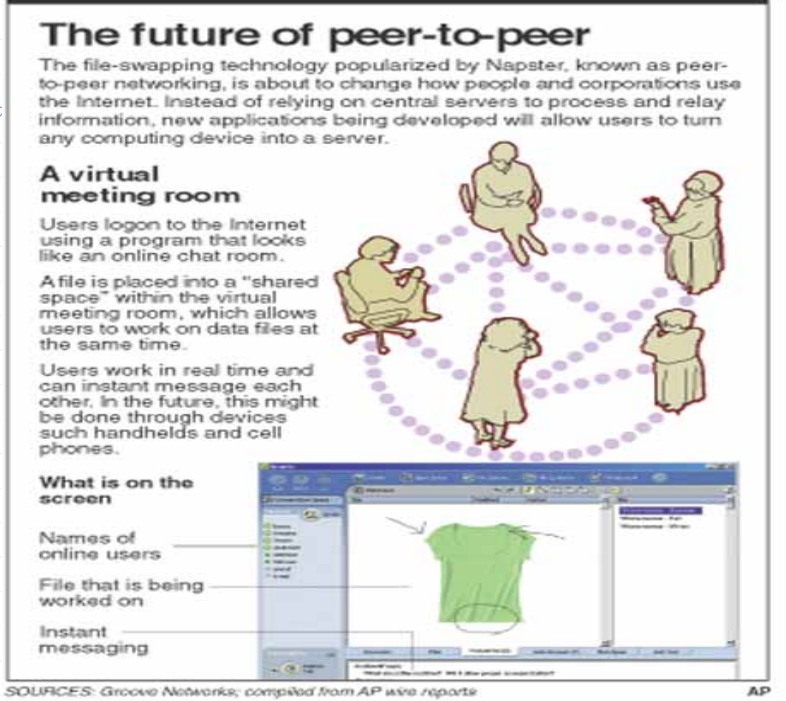 The future of peer-to-peer
The file-swapping technology popularized by Napster, known as peer-
to-peer networking, is about to change how people and corporations use
the Internet. Instead of relying on central servers to process and relay
information, new applications being developed will allow users to turn
any computing device into a server.
A virtual
meeting room
Users logon to the Internet
using a program that looks
like an online chat room.
A file is placed into a "shared
space" within the virtual
meeting room, which allows
users to work on data files at
the same time.
Users work in real time and
can instant message each
other. In the future, this might
be done through devices
such handhelds and cell
phones.
What is on the
screen
Names of
online users
File that is being
worked on
Instant
messaging
SOURCES: Groove Networks; compiled from AP wire reports
AP